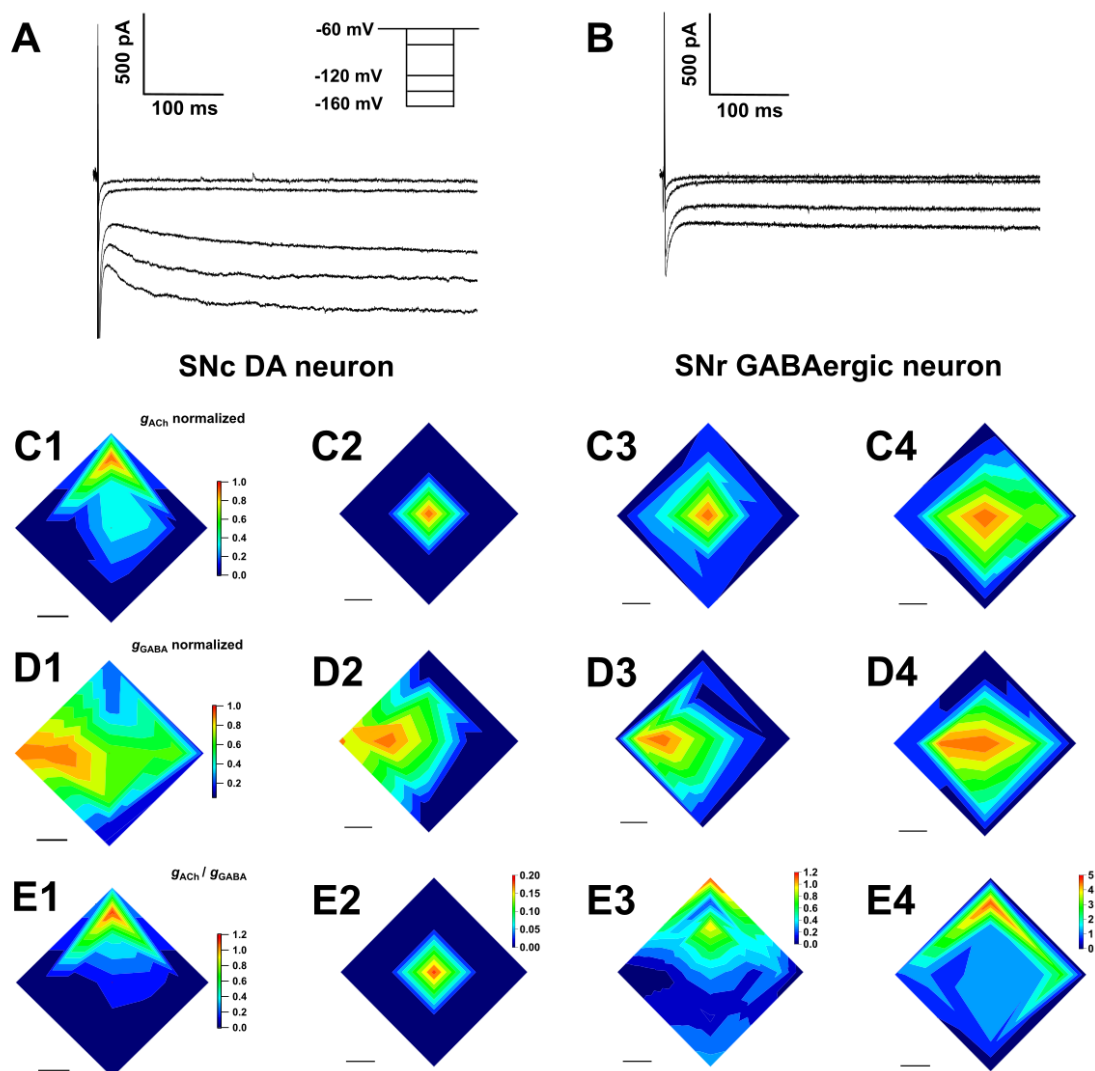 A
500 pA
100 ms
-60 mV
-120 mV
-160 mV
B
500 pA
100 ms
SNc DA neuron
SNr GABAergic neuron
gACh normalized
C1
1.0
0.8
0.6
0.4
0.2
0.0
C2
C3
C4
gGABA normalized
D1
1.0
0.8
0.6
0.4
0.2
D2
D3
D4
gACh / gGABA
E1
1.2
1.0
0.8
0.6
0.4
0.2
0.0
E2
0.20
0.15
0.10
0.05
0.00
E3
1.2
1.0
0.8
0.6
0.4
0.2
0.0
E4
5
4
3
2
1
0